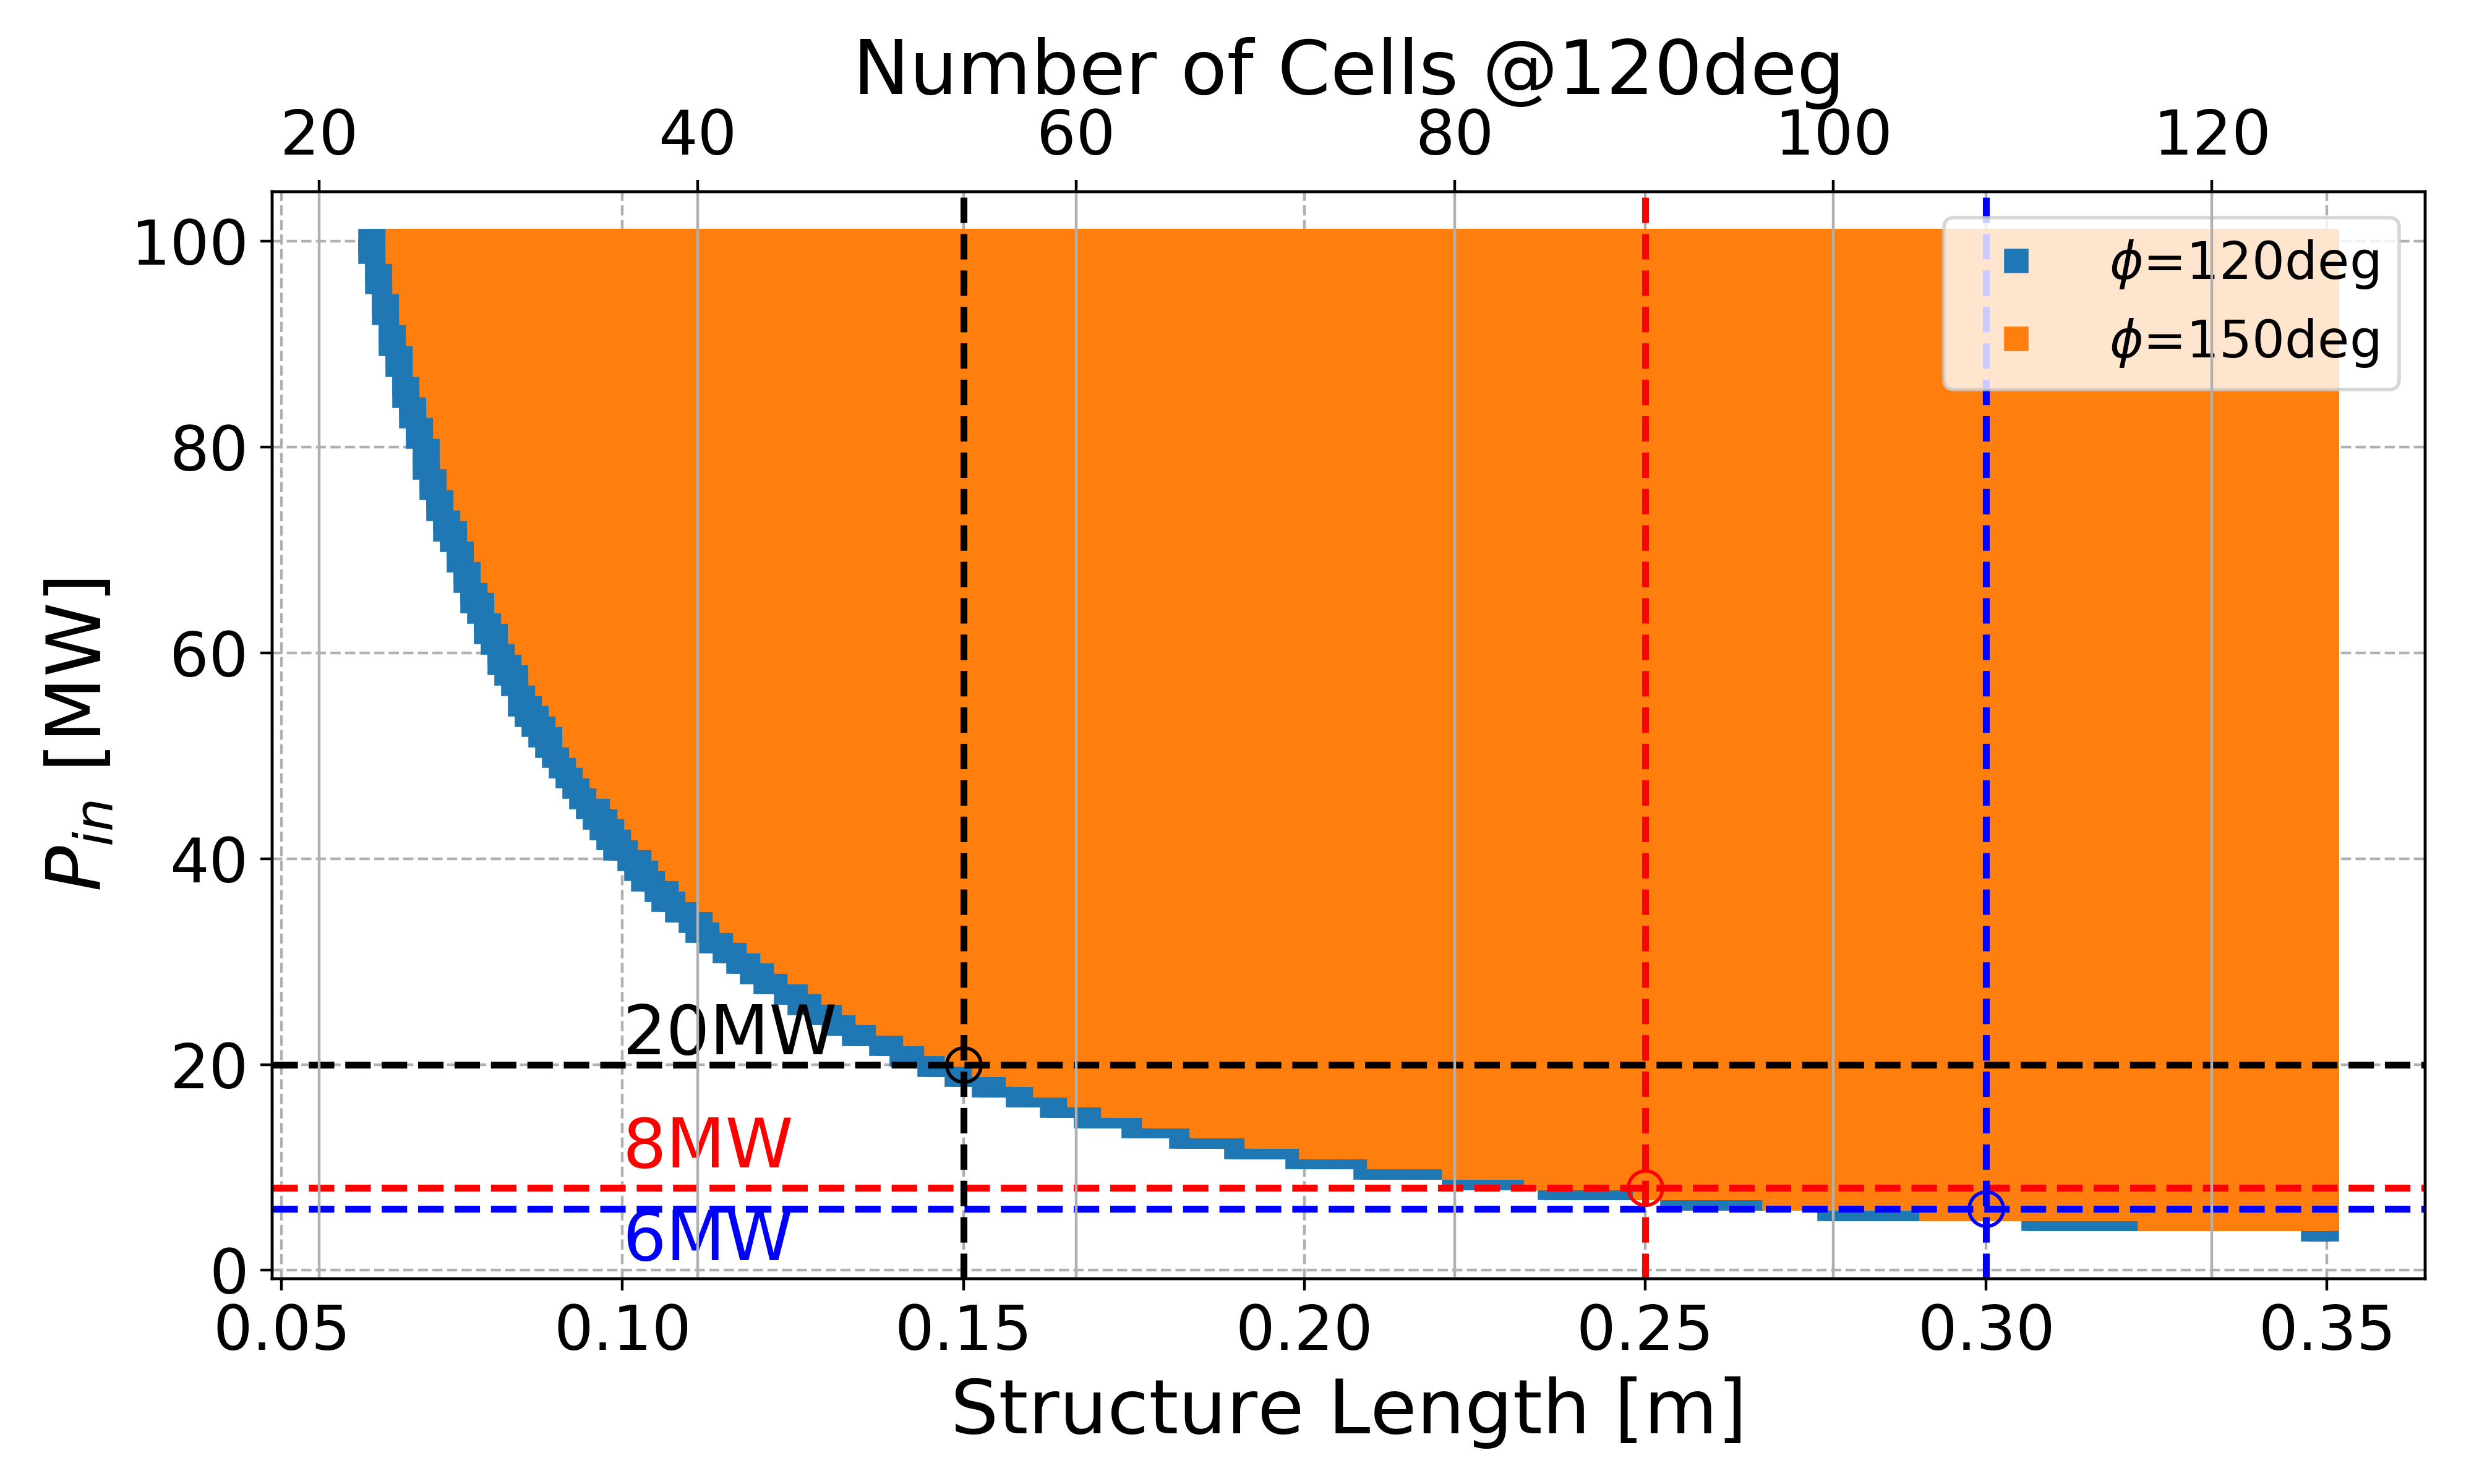 Number of Cells @120deg
20 40 60 80 100 120
100
80
60
40
20
0
P_in [MW]
ϕ=120deg
ϕ=150deg
20MW
8MW
6MW
0.05 0.10 0.15 0.20 0.25 0.30 0.35
Structure Length [m]